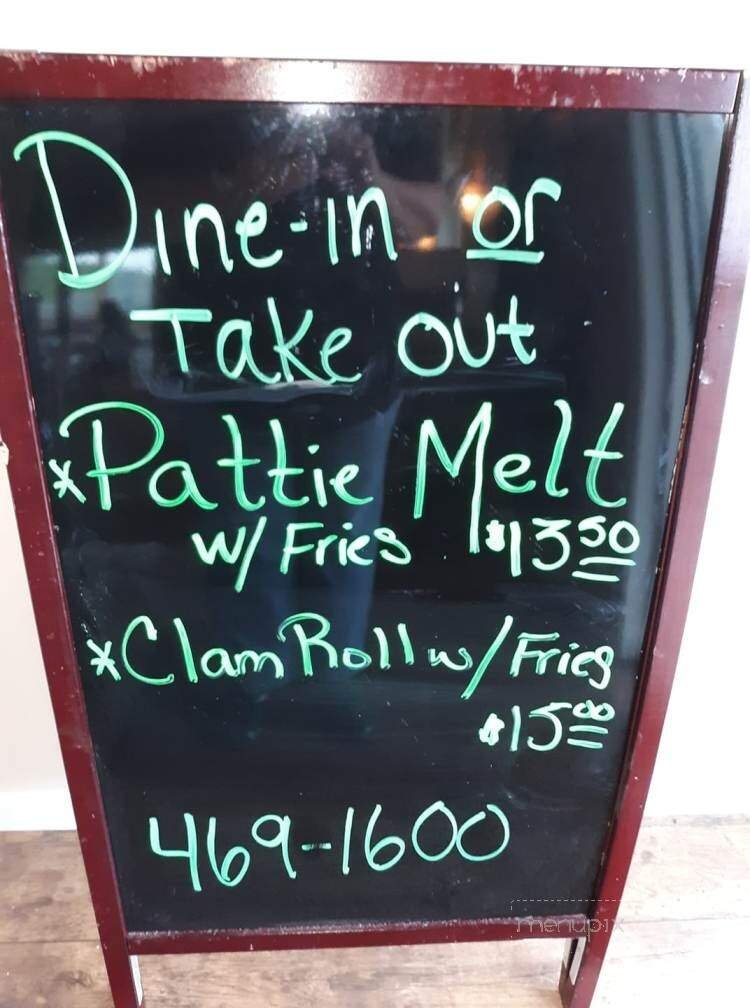 Dine-in or
Take out
*Pattie Melt
w/ Fries $13 50
*Clam Roll w/ Fries
$15 00
469-1600
menupix